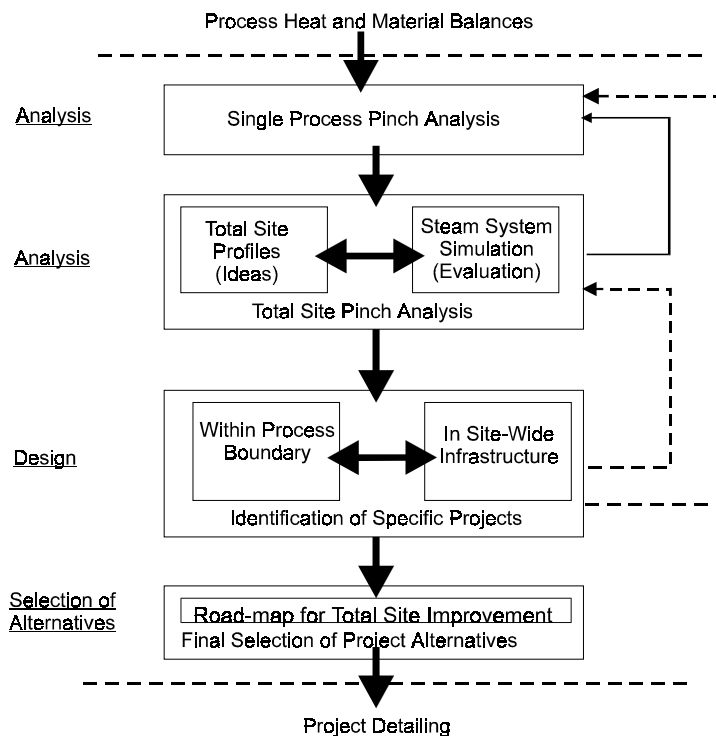 Process Heat and Material Balances
Analysis
Single Process Pinch Analysis
Analysis
Total Site
Profiles
(Ideas)
Steam System
Simulation
(Evaluation)
Total Site Pinch Analysis
Design
Within Process
Boundary
In Site-Wide
Infrastructure
Identification of Specific Projects
Selection of
Alternatives
Road-map for Total Site Improvement
Final Selection of Project Alternatives
Project Detailing